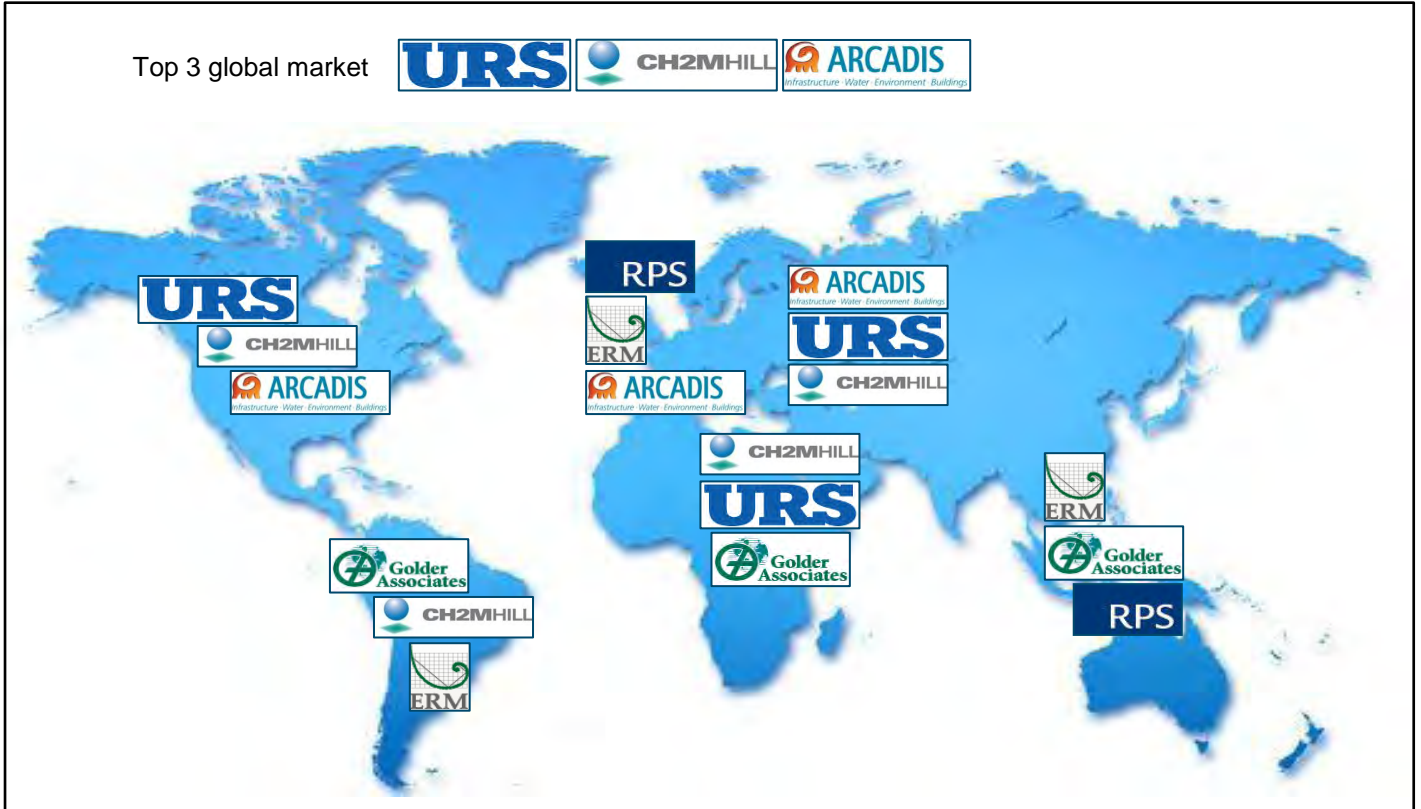 Top 3 global market URS CH2MHILL ARCADIS
Infrastructure · Water · Environment · Buildings
URS
CH2MHILL
ARCADIS
Infrastructure · Water · Environment · Buildings
RPS
ERM
ARCADIS
Infrastructure · Water · Environment · Buildings
ARCADIS
Infrastructure · Water · Environment · Buildings
URS
CH2MHILL
CH2MHILL
URS
Golder
Associates
Golder
Associates
CH2MHILL
ERM
ERM
Golder
Associates
RPS